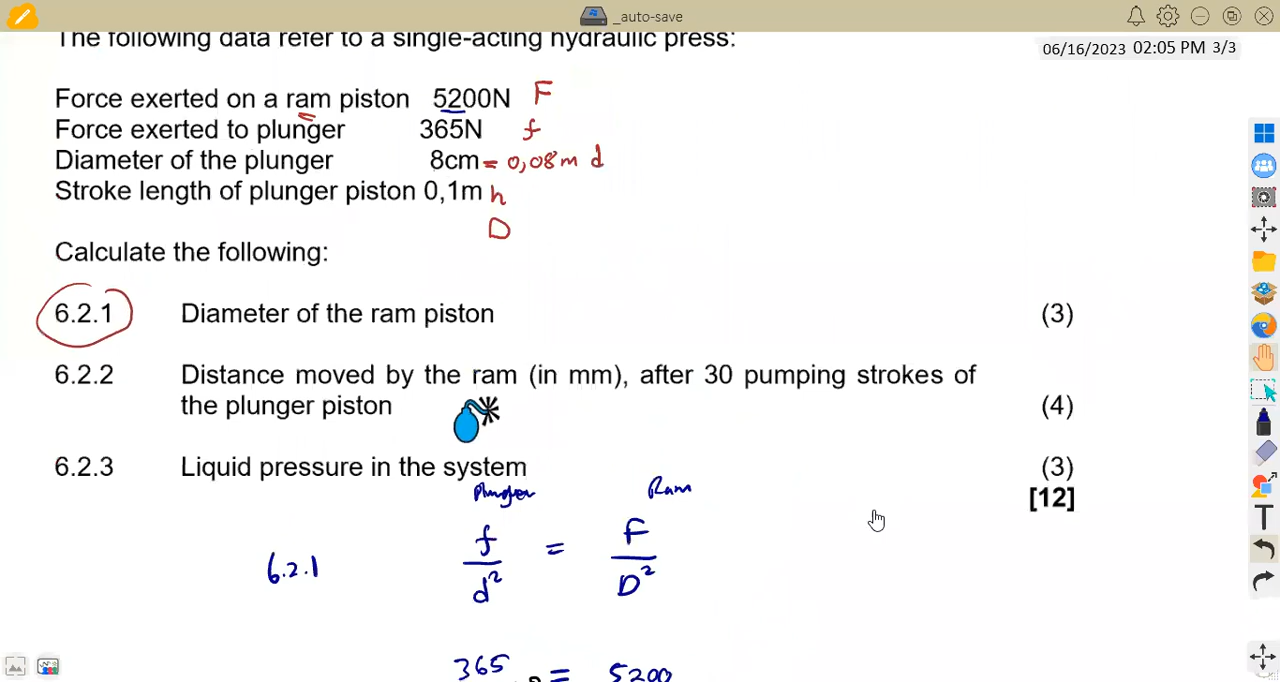 _auto-save
The following data refer to a single-acting hydraulic press:
06/16/2023 02:05 PM 3/3
Force exerted on a ram piston 5200N F
Force exerted to plunger 365N f
Diameter of the plunger 8cm = 0,08m d
Stroke length of plunger piston 0,1m h
D
Calculate the following:
6.2.1 Diameter of the ram piston (3)
6.2.2 Distance moved by the ram (in mm), after 30 pumping strokes of
the plunger piston (4)
6.2.3 Liquid pressure in the system (3)
[12]
Plunger Ram
6.2.1 f/d² = F/D²
365 = 5200
T